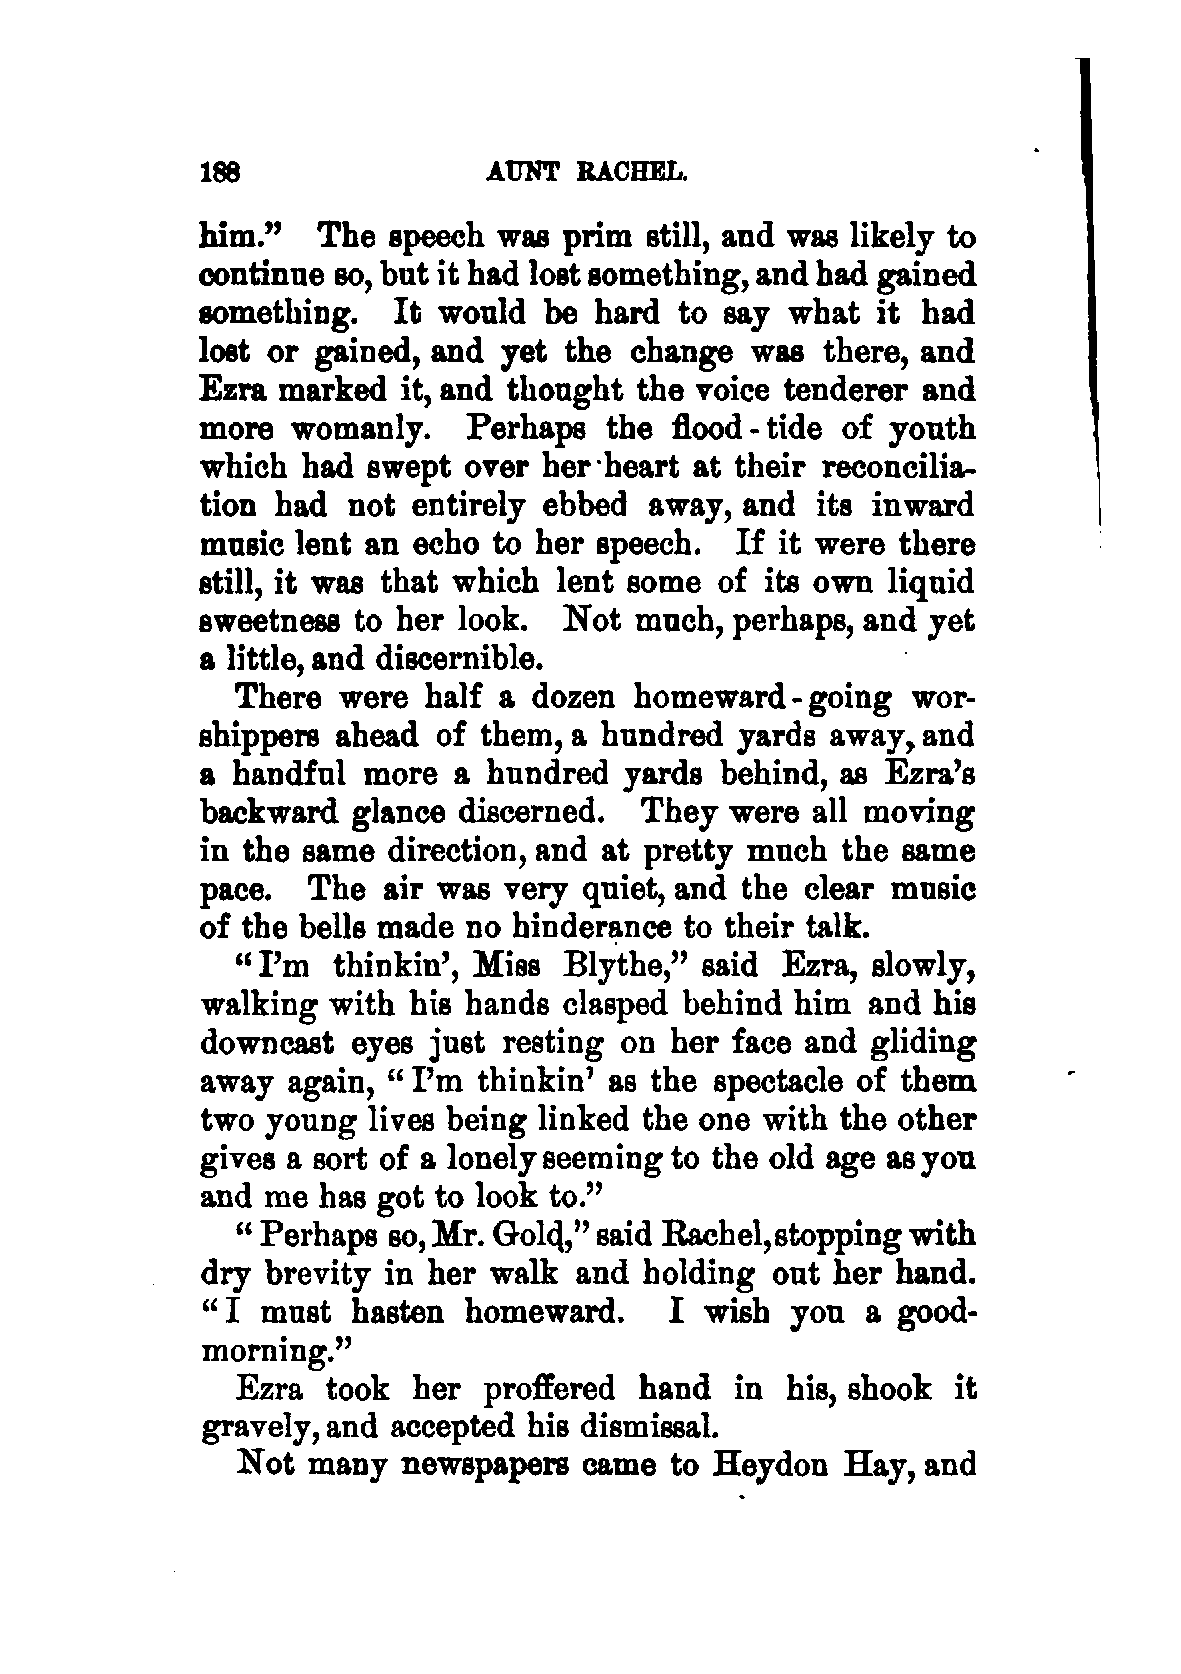 188 AUNT RACHEL.
him.” The speech was prim still, and was likely to
continue so, but it had lost something, and had gained
something. It would be hard to say what it had
lost or gained, and yet the change was there, and
Ezra marked it, and thought the voice tenderer and
more womanly. Perhaps the flood-tide of youth
which had swept over her heart at their reconcilia-
tion had not entirely ebbed away, and its inward
music lent an echo to her speech. If it were there
still, it was that which lent some of its own liquid
sweetness to her look. Not much, perhaps, and yet
a little, and discernible.
There were half a dozen homeward-going wor-
shippers ahead of them, a hundred yards away, and
a handful more a hundred yards behind, as Ezra’s
backward glance discerned. They were all moving
in the same direction, and at pretty much the same
pace. The air was very quiet, and the clear music
of the bells made no hinderance to their talk.
“I’m thinkin’, Miss Blythe,” said Ezra, slowly,
walking with his hands clasped behind him and his
downcast eyes just resting on her face and gliding
away again, “I’m thinkin’ as the spectacle of them
two young lives being linked the one with the other
gives a sort of a lonely seeming to the old age as you
and me has got to look to.”
“Perhaps so, Mr. Gold,” said Rachel, stopping with
dry brevity in her walk and holding out her hand.
“I must hasten homeward. I wish you a good-
morning.”
Ezra took her proffered hand in his, shook it
gravely, and accepted his dismissal.
Not many newspapers came to Heydon Hay, and